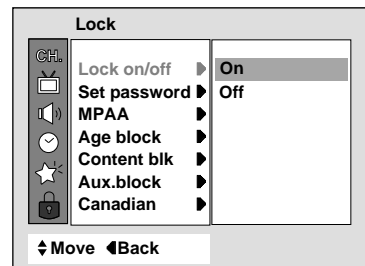 Lock
CH.
Lock on/off On
Set password Off
MPAA
Age block
Content blk
Aux.block
Canadian
Move Back